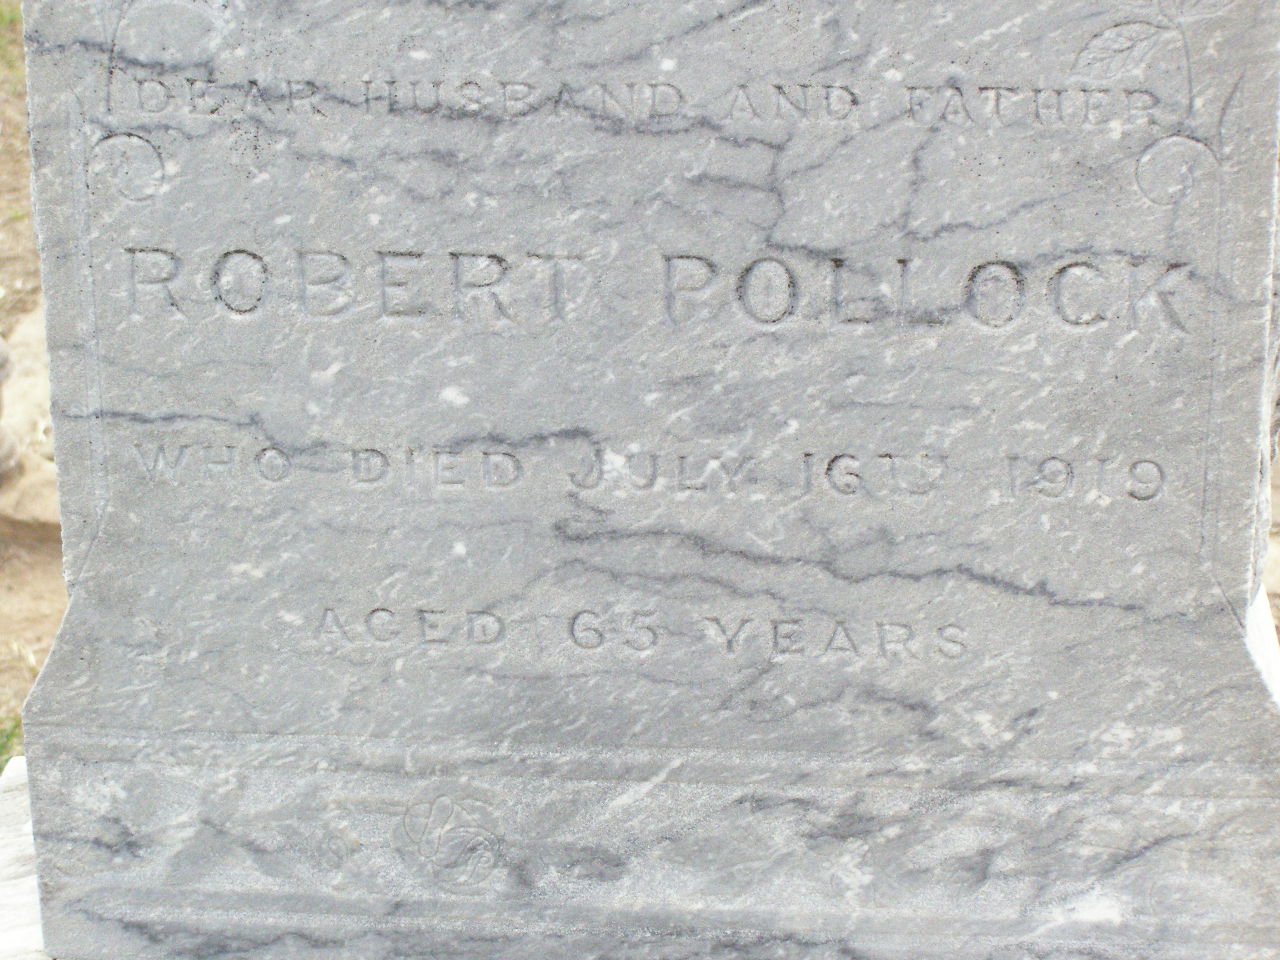 DEAR HUSBAND AND FATHER
ROBERT POLLOCK
WHO DIED JULY 16TH 1919
AGED 65 YEARS